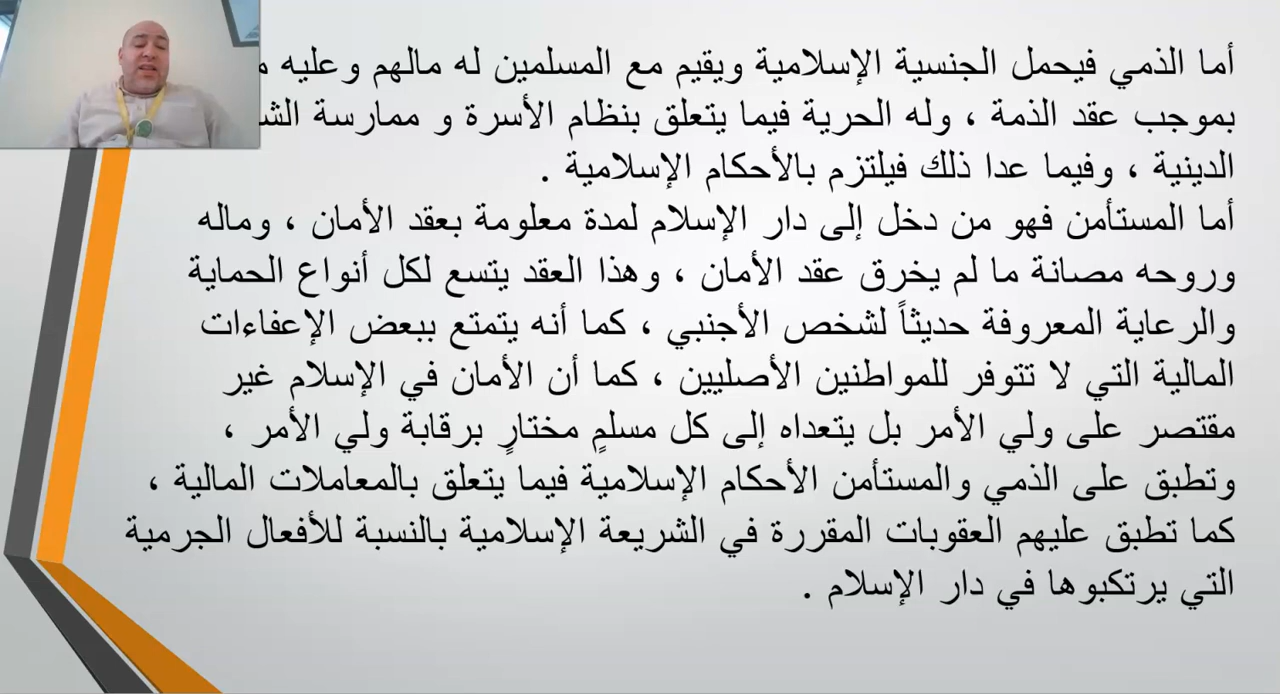 أما الذمي فيحمل الجنسية الإسلامية ويقيم مع المسلمين له مالهم وعليه
بموجب عقد الذمة ، وله الحرية فيما يتعلق بنظام الأسرة و ممارسة
الدينية ، وفيما عدا ذلك فيلتزم بالأحكام الإسلامية .
أما المستأمن فهو من دخل إلى دار الإسلام لمدة معلومة بعقد الأمان ، وماله
وروحه مصانة ما لم يخرق عقد الأمان ، وهذا العقد يتسع لكل أنواع الحماية
والرعاية المعروفة حديثاً لشخص الأجنبي ، كما أنه يتمتع ببعض الإعفاءات
المالية التي لا تتوفر للمواطنين الأصليين ، كما أن الأمان في الإسلام غير
مقتصر على ولي الأمر بل يتعداه إلى كل مسلمٍ مختارٍ برقابة ولي الأمر ،
وتطبق على الذمي والمستأمن الأحكام الإسلامية فيما يتعلق بالمعاملات المالية ،
كما تطبق عليهم العقوبات المقررة في الشريعة الإسلامية بالنسبة للأفعال الجرمية
التي يرتكبوها في دار الإسلام .